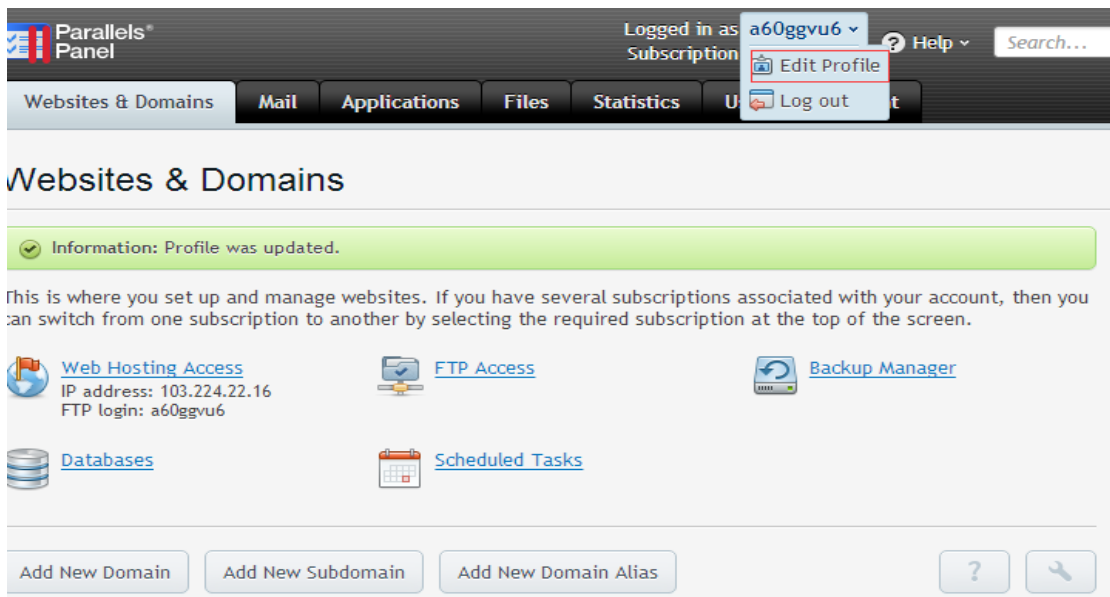 Parallels®
Panel
Logged in as a60ggvu6
Subscription
Help
Search...
Edit Profile
Log out
Websites & Domains
Mail
Applications
Files
Statistics
U
t
Websites & Domains
Information: Profile was updated.
This is where you set up and manage websites. If you have several subscriptions associated with your account, then you
can switch from one subscription to another by selecting the required subscription at the top of the screen.
Web Hosting Access
IP address: 103.224.22.16
FTP login: a60ggvu6
FTP Access
Backup Manager
Databases
Scheduled Tasks
Add New Domain
Add New Subdomain
Add New Domain Alias
?